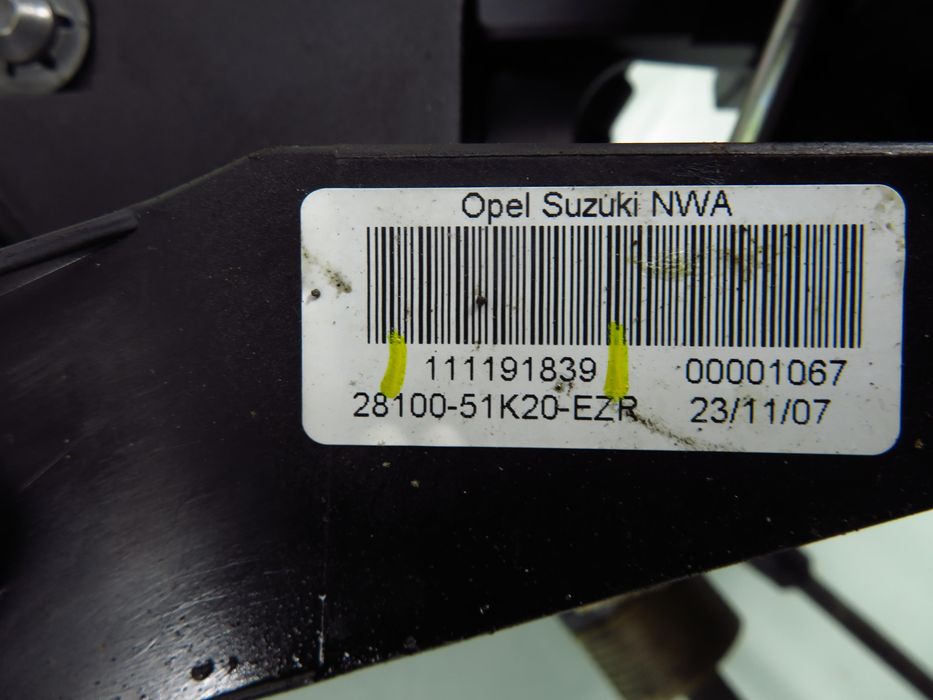 Opel Suzuki NWA
111191839 00001067
28100-51K20-EZR 23/11/07